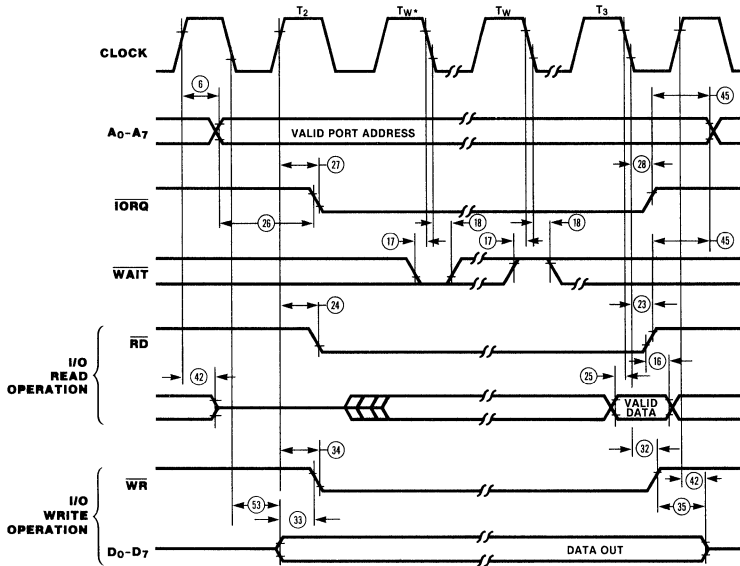 T2 TW* TW T3
CLOCK
6 45
A0-A7 VALID PORT ADDRESS
27 28
IORQ
26 18 18
17 17 45
WAIT
24 23
RD
I/O READ OPERATION
16
42 25
VALID DATA
34 32
WR
42
I/O WRITE OPERATION
53 33 35
D0-D7 DATA OUT